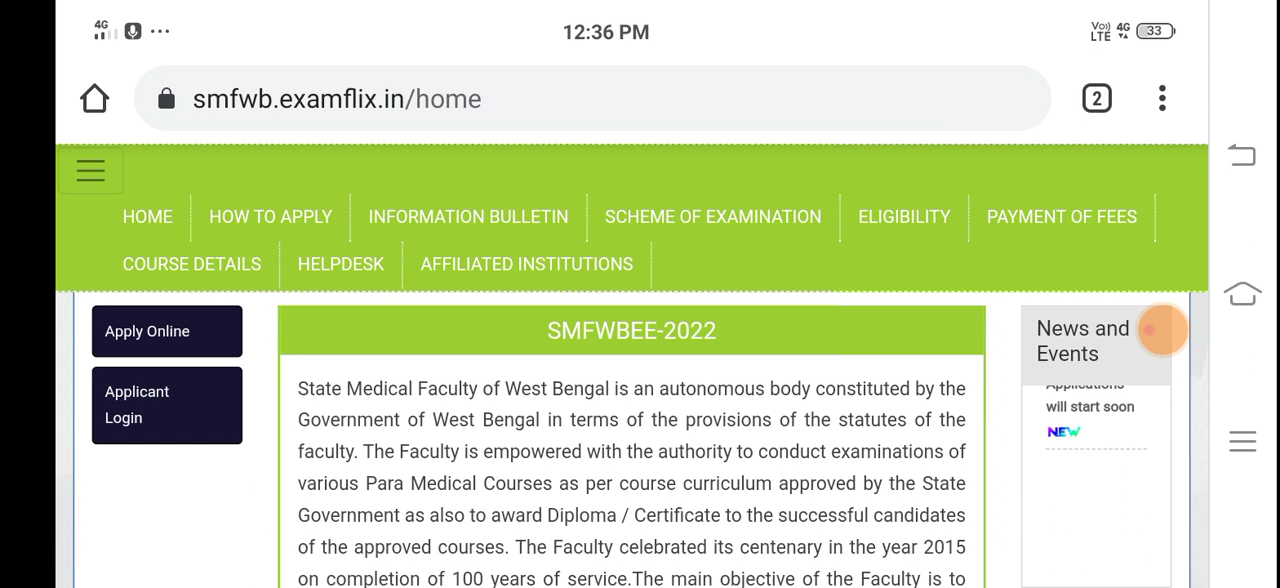 4G 12:36 PM Vo)) LTE 4G 33
smfwb.examflix.in/home 2
HOME HOW TO APPLY INFORMATION BULLETIN SCHEME OF EXAMINATION ELIGIBILITY PAYMENT OF FEES
COURSE DETAILS HELPDESK AFFILIATED INSTITUTIONS
Apply Online
Applicant
Login
SMFWBEE-2022
State Medical Faculty of West Bengal is an autonomous body constituted by the
Government of West Bengal in terms of the provisions of the statutes of the
faculty. The Faculty is empowered with the authority to conduct examinations of
various Para Medical Courses as per course curriculum approved by the State
Government as also to award Diploma / Certificate to the successful candidates
of the approved courses. The Faculty celebrated its centenary in the year 2015
on completion of 100 years of service.The main objective of the Faculty is to
News and
Events
Applications
will start soon
NEW